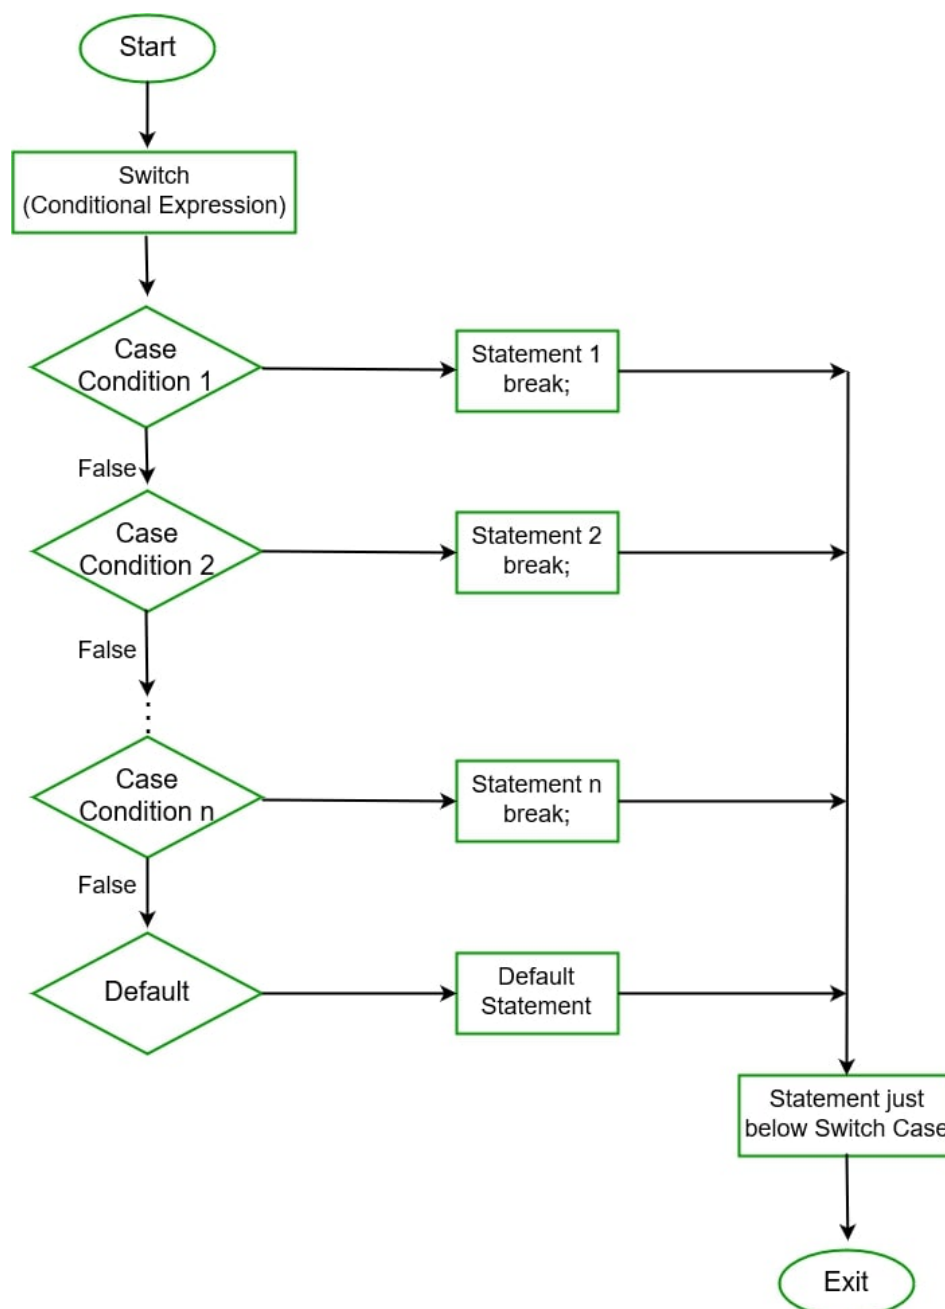 Start
Switch
(Conditional Expression)
Case
Condition 1
Statement 1
break;
False
Case
Condition 2
Statement 2
break;
False
Case
Condition n
Statement n
break;
False
Default
Default
Statement
Statement just
below Switch Case
Exit